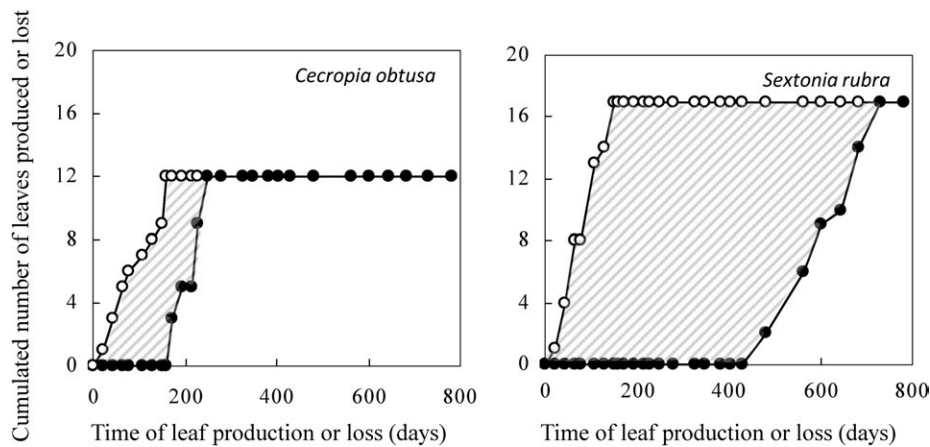 Cumulated number of leaves produced or lost
20
16
12
8
4
0
Cecropia obtusa
0 200 400 600 800
Time of leaf production or loss (days)
20
16
12
8
4
0
Sextonia rubra
0 200 400 600 800
Time of leaf production or loss (days)